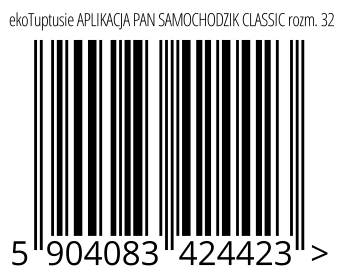 ekoTuptusie APLIKACJA PAN SAMOCHODZIK CLASSIC rozm. 32
5 904083 424423 >